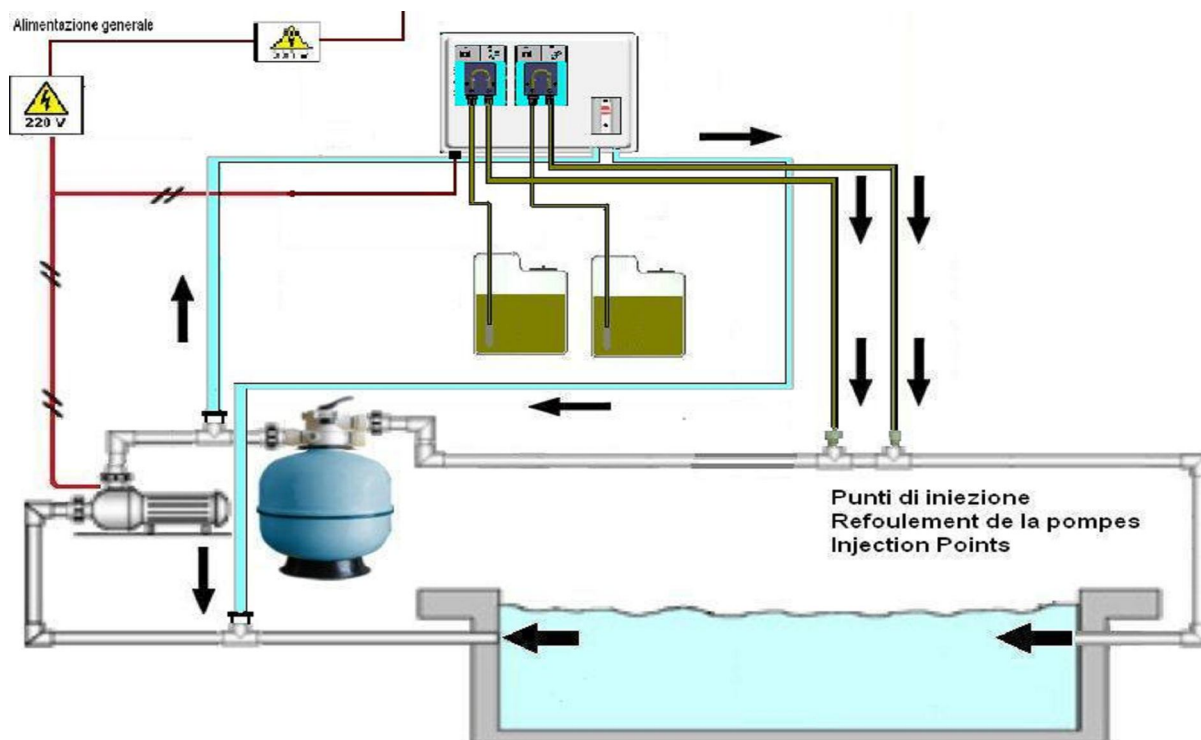 Alimentazione generale
220 V
Punti di iniezione
Refoulement de la pompes
Injection Points